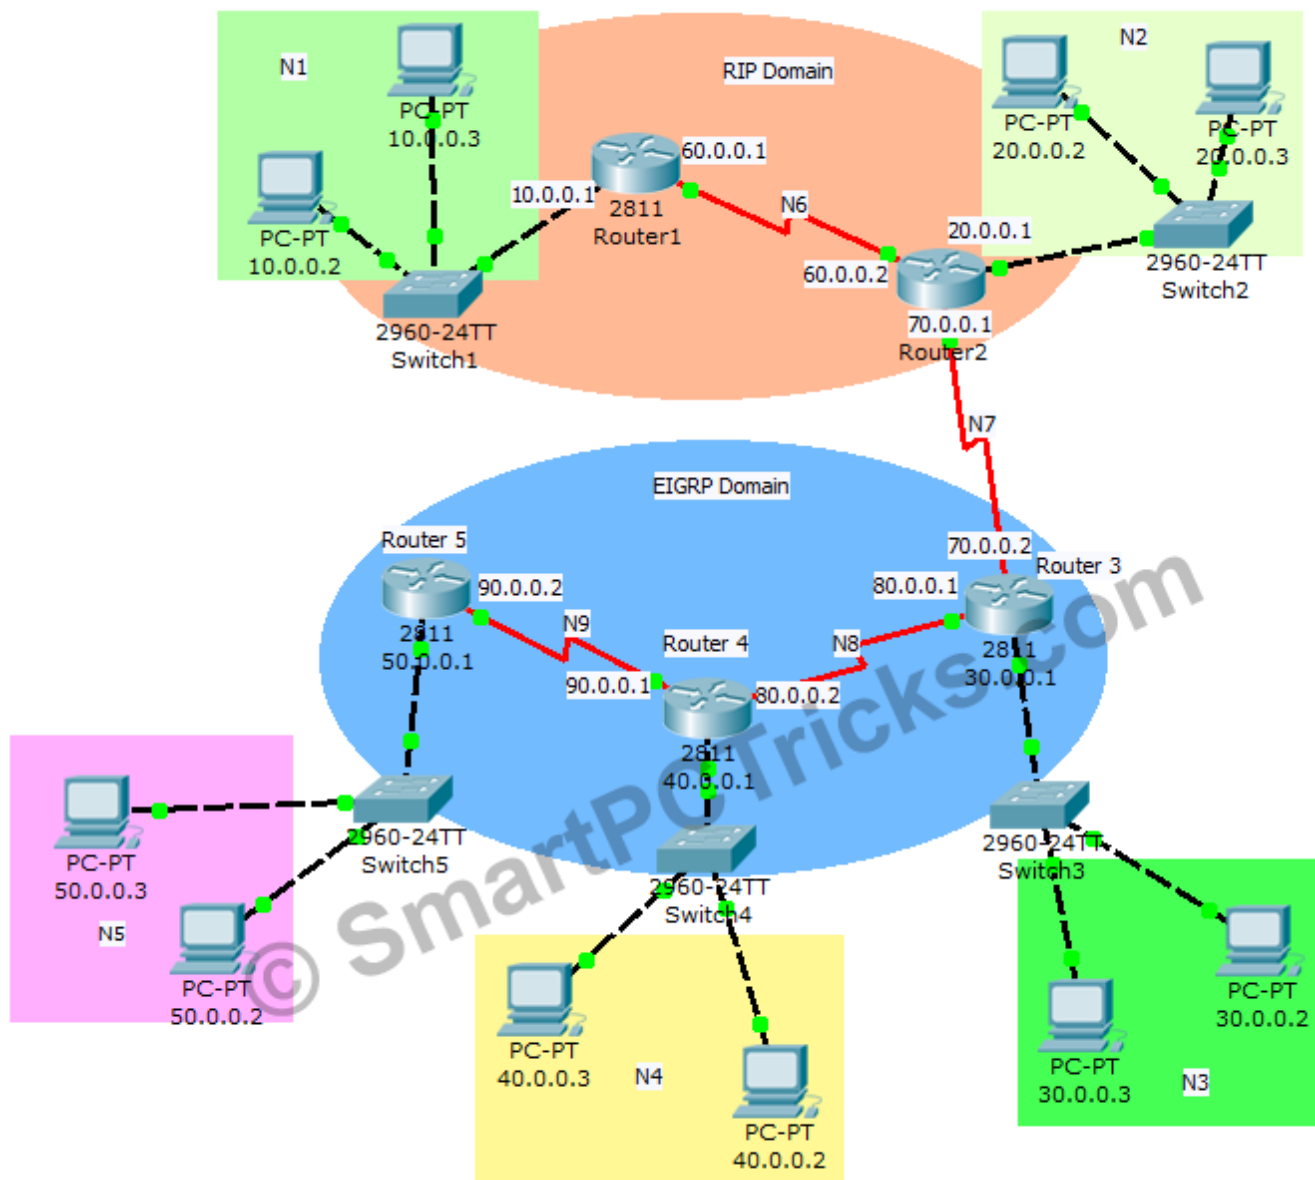 N1
PC-PT
10.0.0.3
PC-PT
10.0.0.2
RIP Domain
N2
PC-PT
20.0.0.2
PC-PT
20.0.0.3
60.0.0.1
10.0.0.1
2811
Router1
N6
60.0.0.2
20.0.0.1
2960-24TT
Switch2
2960-24TT
Switch1
70.0.0.1
Router2
N7
EIGRP Domain
Router 5
90.0.0.2
2811
50.0.0.1
N9
90.0.0.1
Router 4
N8
80.0.0.1
70.0.0.2
Router 3
2811
30.0.0.1
80.0.0.2
2811
40.0.0.1
2960-24TT
Switch5
2960-24TT
Switch4
2960-24TT
Switch3
PC-PT
50.0.0.3
N5
PC-PT
50.0.0.2
PC-PT
40.0.0.3
N4
PC-PT
40.0.0.2
PC-PT
30.0.0.2
PC-PT
30.0.0.3
N3
© SmartPCTricks.com